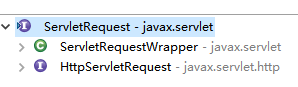 ServletRequest - javax.servlet
ServletRequestWrapper - javax.servlet
HttpServletRequest - javax.servlet.http